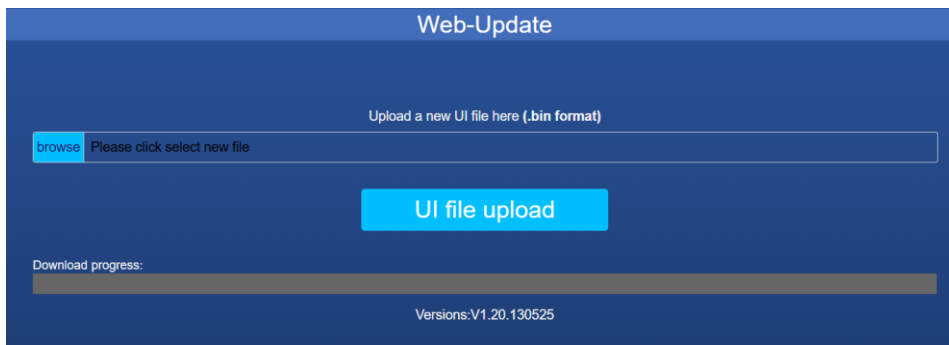 Web-Update
Upload a new UI file here (.bin format)
browse Please click select new file
UI file upload
Download progress:
Versions:V1.20.130525